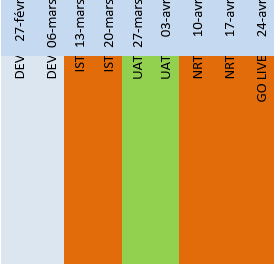 27-févr
06-mars
13-mars
20-mars
27-mars
03-avr
10-avr
17-avr
24-avr
DEV
DEV
IST
IST
UAT
UAT
NRT
NRT
GO LIVE